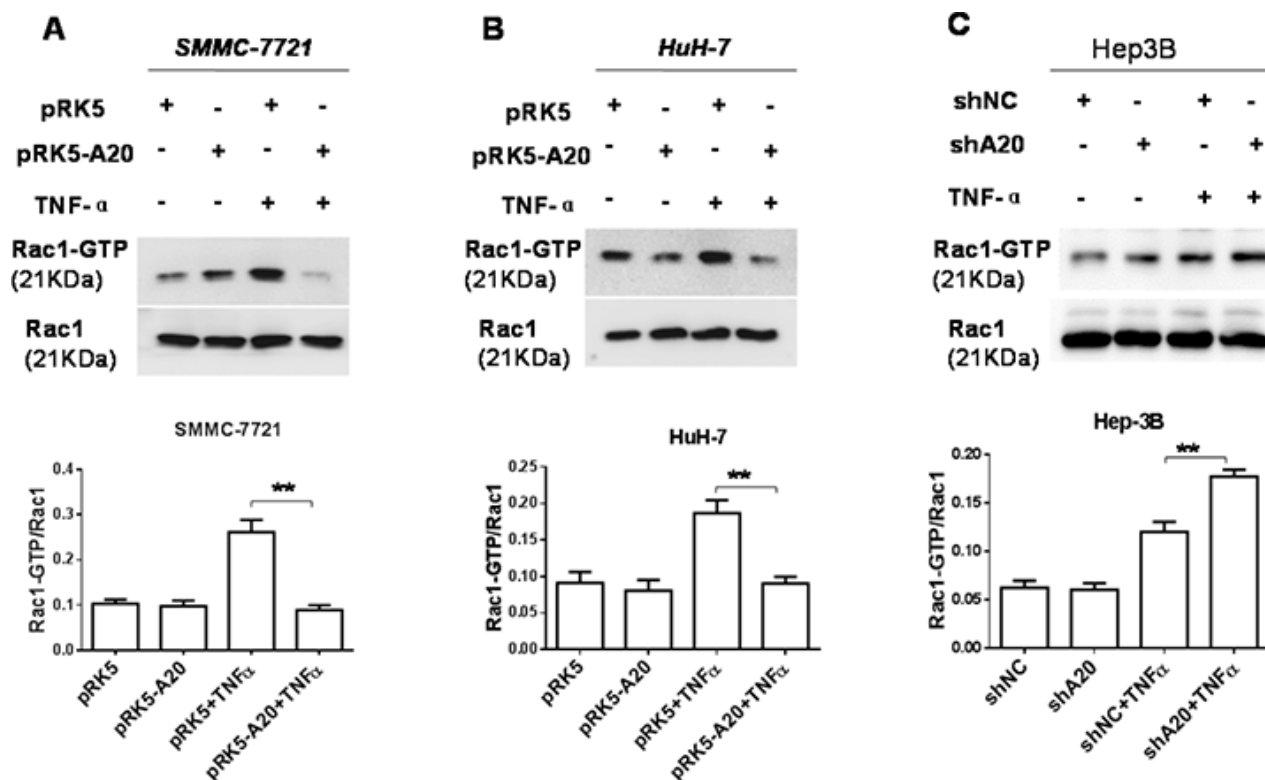 A
SMMC-7721
pRK5 + - + -
pRK5-A20 - + - +
TNF-α - - + +
Rac1-GTP
(21KDa)
Rac1
(21KDa)
SMMC-7721
Rac1-GTP/Rac1
0.4
0.3
0.2
0.1
0.0
**
pRK5
pRK5-A20
pRK5+TNFα
pRK5-A20+TNFα
B
HuH-7
pRK5 + - + -
pRK5-A20 - + - +
TNF-α - - + +
Rac1-GTP
(21KDa)
Rac1
(21KDa)
HuH-7
Rac1-GTP/Rac1
0.25
0.20
0.15
0.10
0.05
0.00
**
pRK5
pRK5-A20
pRK5+TNFα
pRK5-A20+TNFα
C
Hep3B
shNC + - + -
shA20 - + - +
TNF-α - - + +
Rac1-GTP
(21KDa)
Rac1
(21KDa)
Hep-3B
Rac1-GTP/Rac1
0.20
0.15
0.10
0.05
0.00
**
shNC
shA20
shNC+TNFα
shA20+TNFα